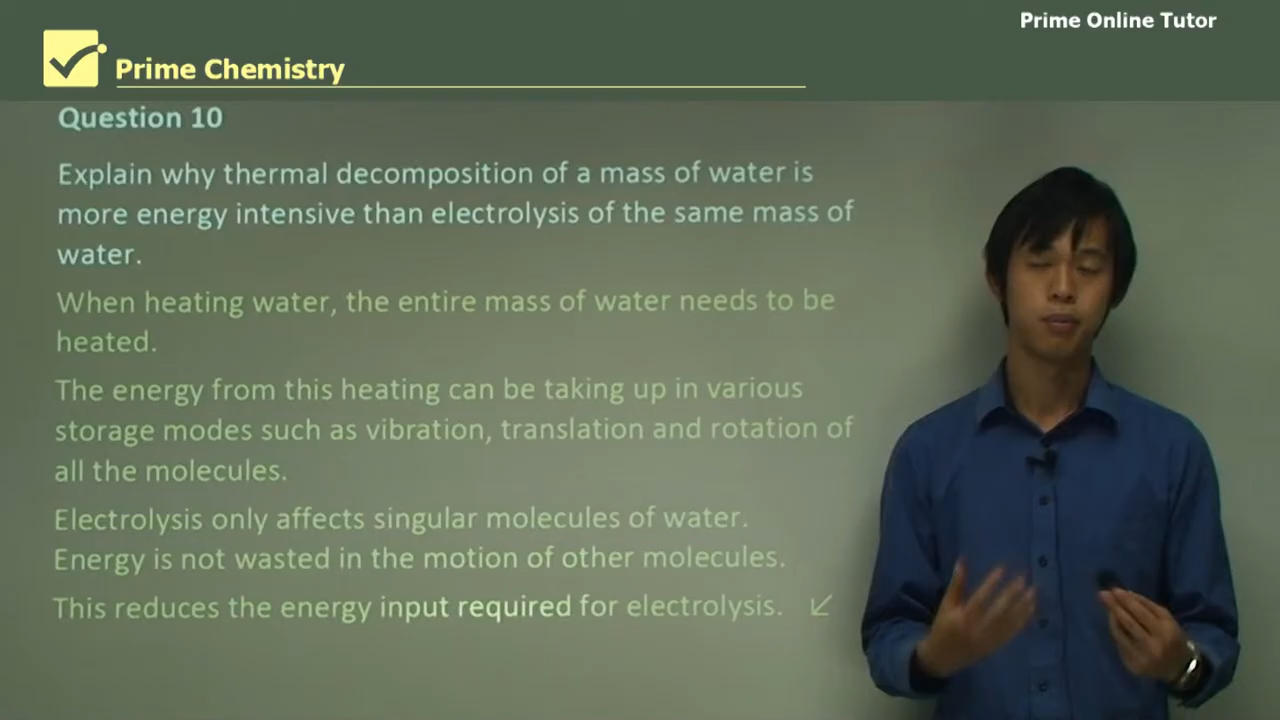 Prime Online Tutor
Prime Chemistry
Question 10
Explain why thermal decomposition of a mass of water is
more energy intensive than electrolysis of the same mass of
water.
When heating water, the entire mass of water needs to be
heated.
The energy from this heating can be taking up in various
storage modes such as vibration, translation and rotation of
all the molecules.
Electrolysis only affects singular molecules of water.
Energy is not wasted in the motion of other molecules.
This reduces the energy input required for electrolysis.